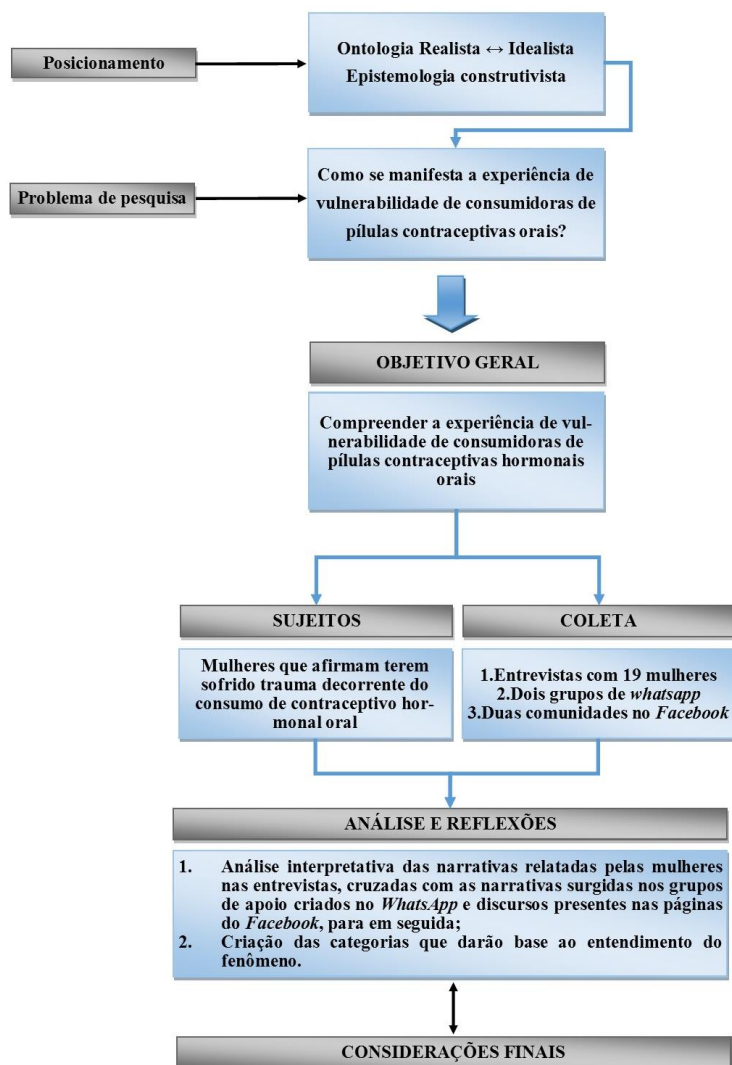 Posicionamento
Ontologia Realista ↔ Idealista
Epistemologia construtivista
Problema de pesquisa
Como se manifesta a experiência de
vulnerabilidade de consumidoras de
pílulas contraceptivas orais?
OBJETIVO GERAL
Compreender a experiência de vul-
nerabilidade de consumidoras de
pílulas contraceptivas hormonais
orais
SUJEITOS
Mulheres que afirmam terem
sofrido trauma decorrente do
consumo de contraceptivo hor-
monal oral
COLETA
1.Entrevistas com 19 mulheres
2.Dois grupos de whatsapp
3.Duas comunidades no Facebook
ANÁLISE E REFLEXÕES
1. Análise interpretativa das narrativas relatadas pelas mulheres
nas entrevistas, cruzadas com as narrativas surgidas nos grupos
de apoio criados no WhatsApp e discursos presentes nas páginas
do Facebook, para em seguida;
2. Criação das categorias que darão base ao entendimento do
fenômeno.
CONSIDERAÇÕES FINAIS